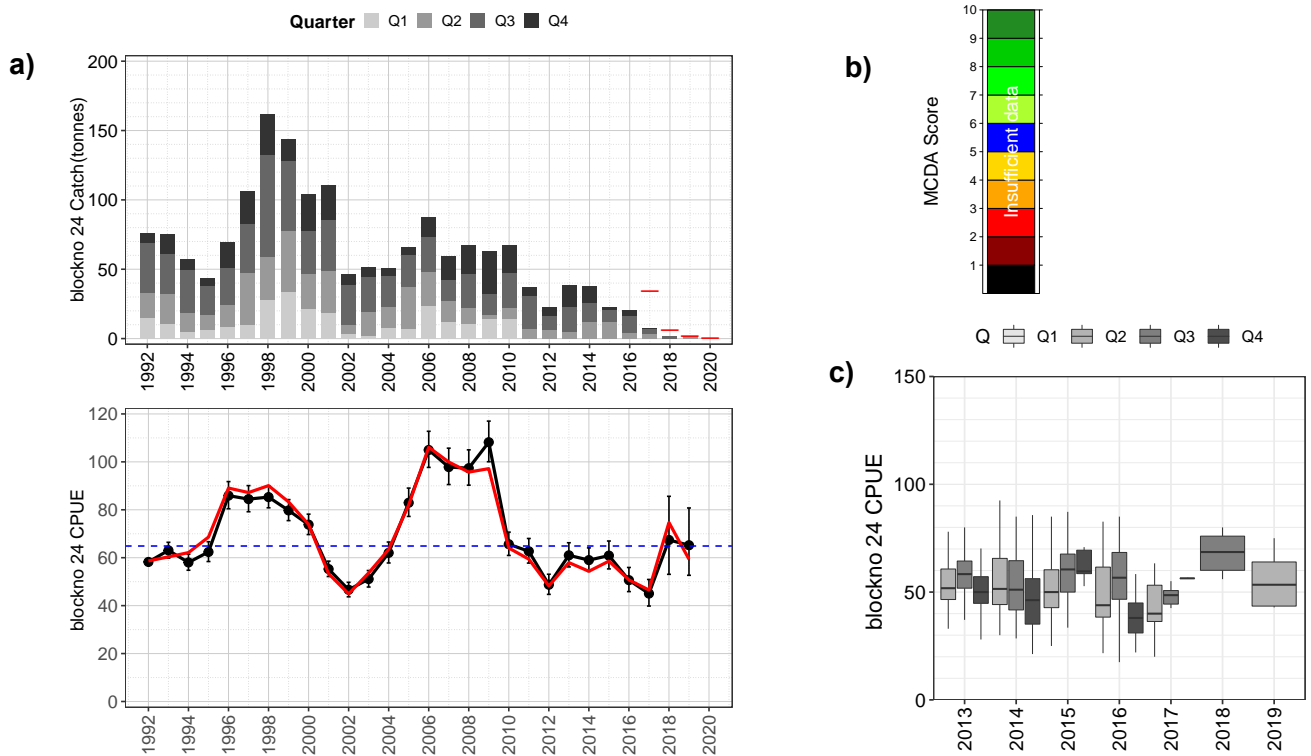 Quarter Q1 Q2 Q3 Q4
a)
blockno 24 Catch(tonnes)
200
150
100
50
0
1992 1994 1996 1998 2000 2002 2004 2006 2008 2010 2012 2014 2016 2018 2020
blockno 24 CPUE
120
100
80
60
40
20
0
1992 1994 1996 1998 2000 2002 2004 2006 2008 2010 2012 2014 2016 2018 2020
b)
MCDA Score
10
9
8
7
6
5
4
3
2
1
Insufficient data
Q Q1 Q2 Q3 Q4
c)
blockno 24 CPUE
150
100
50
0
2013 2014 2015 2016 2017 2018 2019